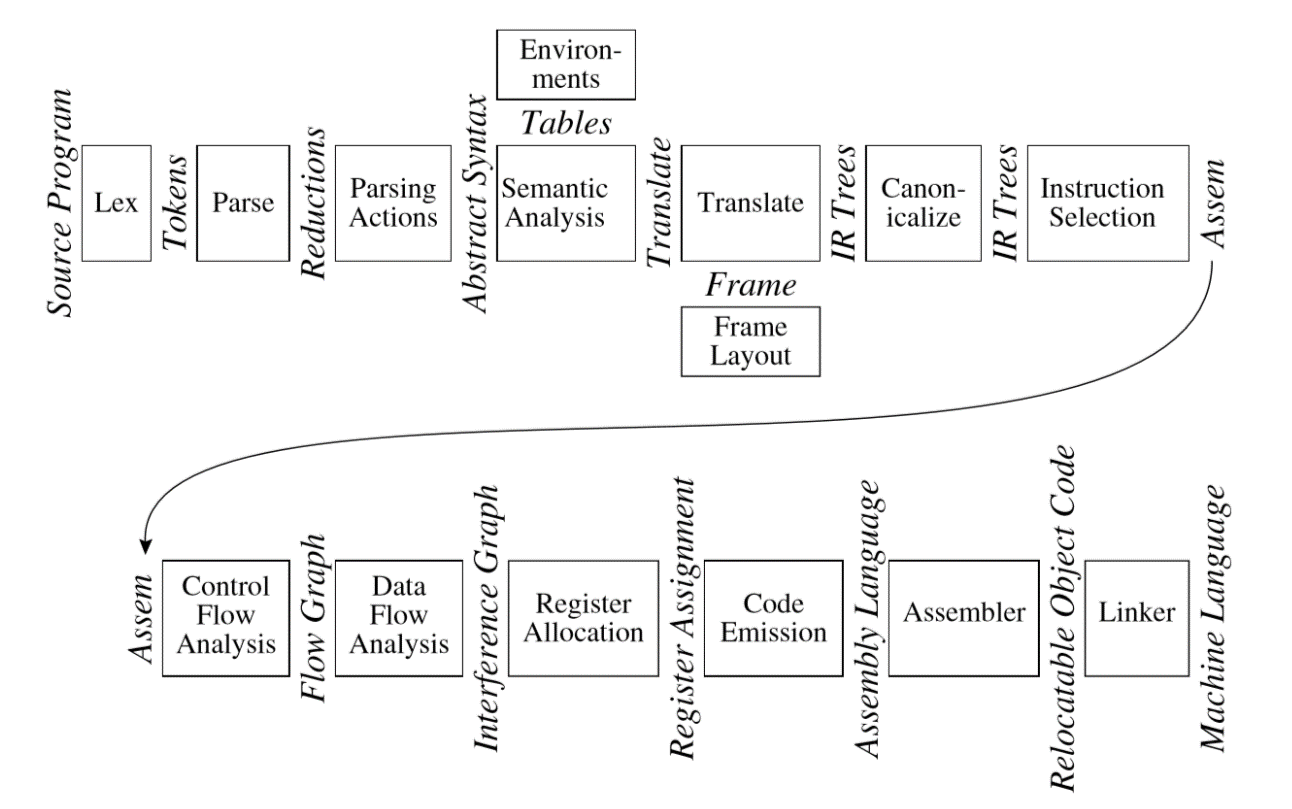 Environ-
ments
Tables
Source Program
Lex
Tokens
Parse
Reductions
Parsing
Actions
Abstract Syntax
Semantic
Analysis
Translate
Translate
IR Trees
Canon-
icalize
IR Trees
Instruction
Selection
Assem
Frame
Frame
Layout
Assem
Control
Flow
Analysis
Flow Graph
Data
Flow
Analysis
Interference Graph
Register
Allocation
Register Assignment
Code
Emission
Assembly Language
Assembler
Relocatable Object Code
Linker
Machine Language